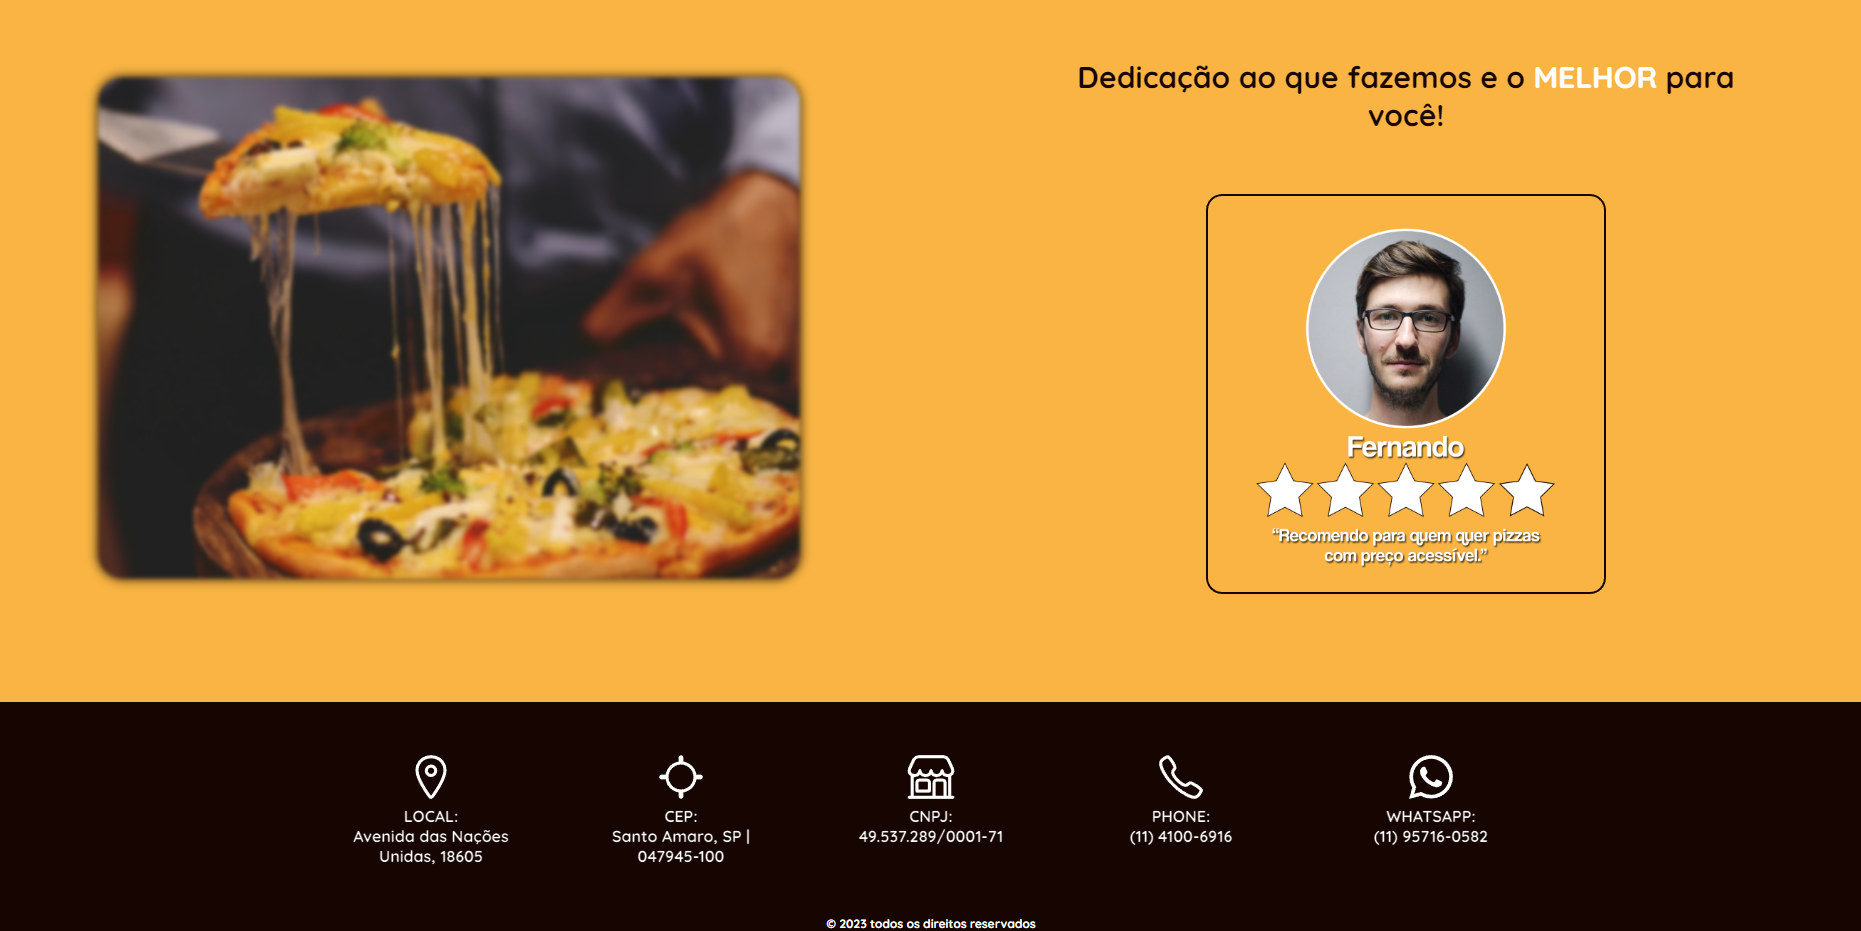 Dedicação ao que fazemos e o MELHOR para
você!
Fernando
“Recomendo para quem quer pizzas
com preço acessível.”
LOCAL:
Avenida das Nações
Unidas, 18605
CEP:
Santo Amaro, SP |
047945-100
CNPJ:
49.537.289/0001-71
PHONE:
(11) 4100-6916
WHATSAPP:
(11) 95716-0582
© 2023 todos os direitos reservados